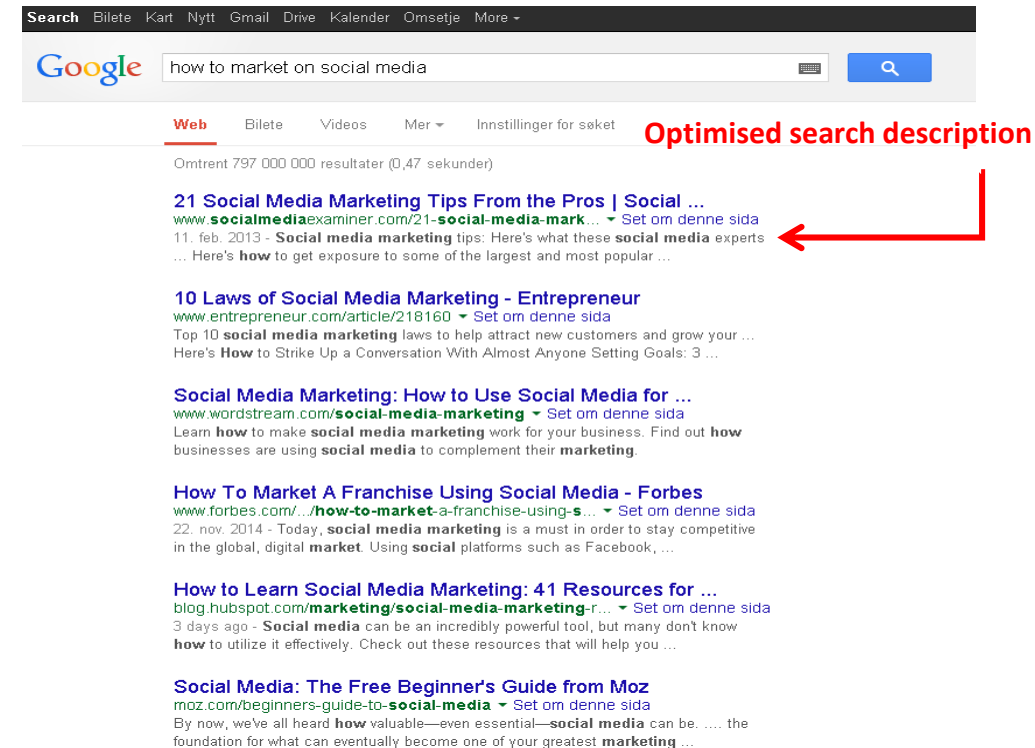 Search Bilete Kart Nytt Gmail Drive Kalender Omsetje More
Google how to market on social media
Web Bilete Videos Mer Innstillinger for søket
Optimised search description
Omtrent 797 000 000 resultater (0,47 sekunder)
21 Social Media Marketing Tips From the Pros | Social ...
www.socialmediaexaminer.com/21-social-media-mark... Set om denne sida
11. feb. 2013 - Social media marketing tips: Here's what these social media experts
... Here's how to get exposure to some of the largest and most popular ...
10 Laws of Social Media Marketing - Entrepreneur
www.entrepreneur.com/article/218160 Set om denne sida
Top 10 social media marketing laws to help attract new customers and grow your ...
Here's How to Strike Up a Conversation With Almost Anyone Setting Goals: 3 ...
Social Media Marketing: How to Use Social Media for ...
www.wordstream.com/social-media-marketing Set om denne sida
Learn how to make social media marketing work for your business. Find out how
businesses are using social media to complement their marketing.
How To Market A Franchise Using Social Media - Forbes
www.forbes.com/.../how-to-market-a-franchise-using-s... Set om denne sida
22. nov. 2014 - Today, social media marketing is a must in order to stay competitive
in the global, digital market. Using social platforms such as Facebook, ...
How to Learn Social Media Marketing: 41 Resources for ...
blog.hubspot.com/marketing/social-media-marketing-r... Set om denne sida
3 days ago - Social media can be an incredibly powerful tool, but many don't know
how to utilize it effectively. Check out these resources that will help you ...
Social Media: The Free Beginner's Guide from Moz
moz.com/beginners-guide-to-social-media Set om denne sida
By now, we've all heard how valuable—even essential—social media can be. .... the
foundation for what can eventually become one of your greatest marketing ...